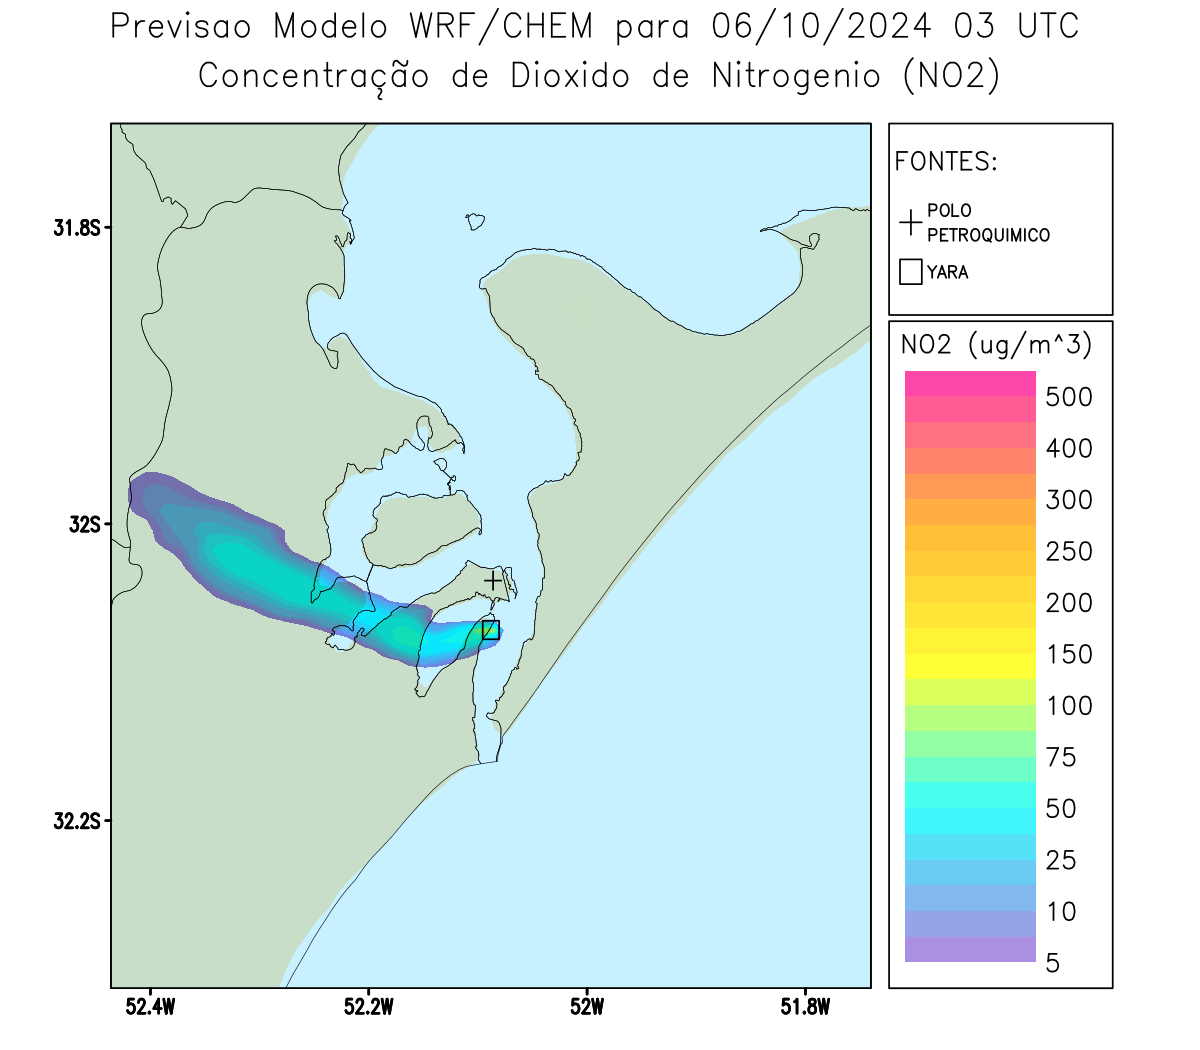 Previsao Modelo WRF/CHEM para 06/10/2024 03 UTC
Concentração de Dioxido de Nitrogenio (NO2)
FONTES:
POLO
PETROQUIMICO
YARA
NO2 (ug/m^3)
500
400
300
250
200
150
100
75
50
25
10
5
31.8S
32S
32.2S
52.4W
52.2W
52W
51.8W